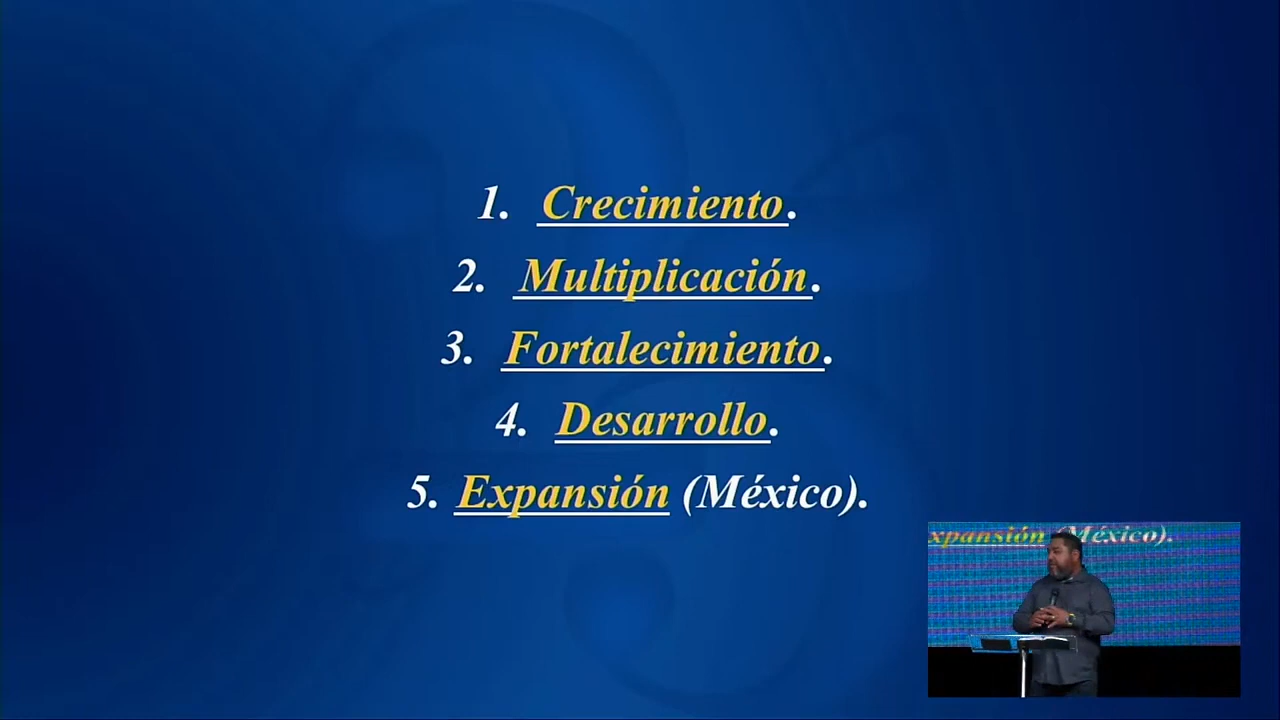 1. Crecimiento.
2. Multiplicación.
3. Fortalecimiento.
4. Desarrollo.
5. Expansión (México).
xpansión (México).